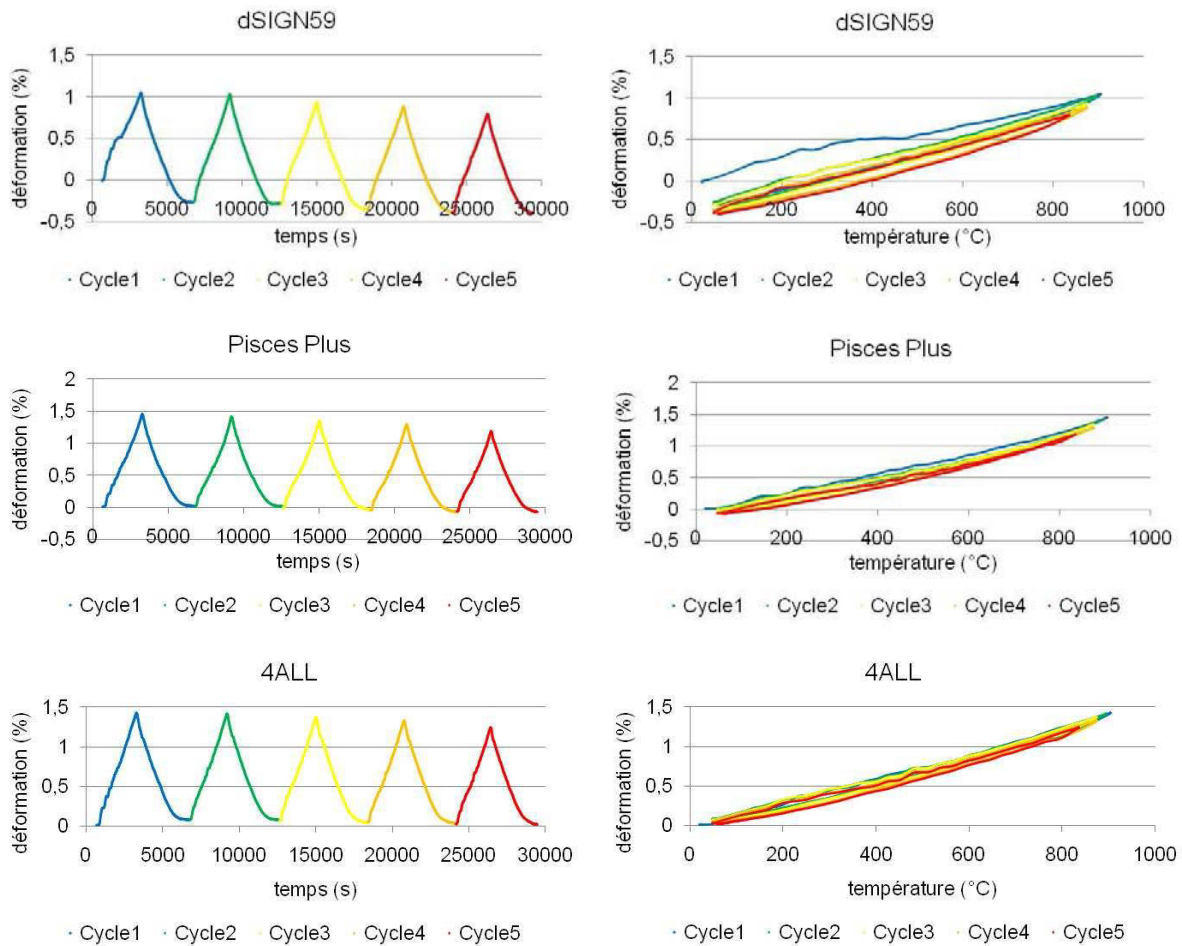 dSIGN59
déformation (%)
1,5
1
0,5
0
-0,5
0
5000
10000
15000
20000
25000
30000
temps (s)
Cycle1 Cycle2 Cycle3 Cycle4 Cycle5
dSIGN59
déformation (%)
1,5
1
0,5
0
-0,5
0
200
400
600
800
1000
température (°C)
Cycle1 Cycle2 Cycle3 Cycle4 Cycle5
Pisces Plus
déformation (%)
2
1,5
1
0,5
0
-0,5
0
5000
10000
15000
20000
25000
30000
temps (s)
Cycle1 Cycle2 Cycle3 Cycle4 Cycle5
Pisces Plus
déformation (%)
2
1,5
1
0,5
0
-0,5
0
200
400
600
800
1000
température (°C)
Cycle1 Cycle2 Cycle3 Cycle4 Cycle5
4ALL
déformation (%)
1,5
1
0,5
0
0
5000
10000
15000
20000
25000
30000
temps (s)
Cycle1 Cycle2 Cycle3 Cycle4 Cycle5
4ALL
déformation (%)
1,5
1
0,5
0
0
200
400
600
800
1000
température (°C)
Cycle1 Cycle2 Cycle3 Cycle4 Cycle5